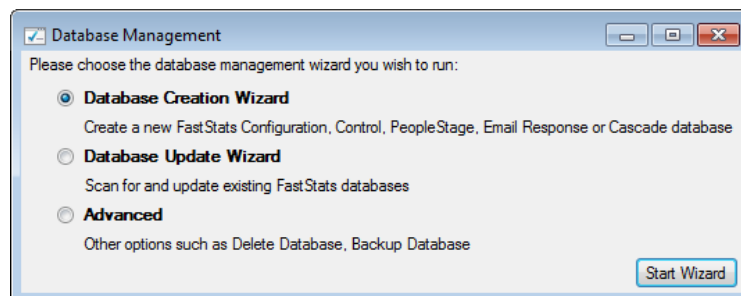 Database Management
Please choose the database management wizard you wish to run:
Database Creation Wizard
Create a new FastStats Configuration, Control, PeopleStage, Email Response or Cascade database
Database Update Wizard
Scan for and update existing FastStats databases
Advanced
Other options such as Delete Database, Backup Database
Start Wizard